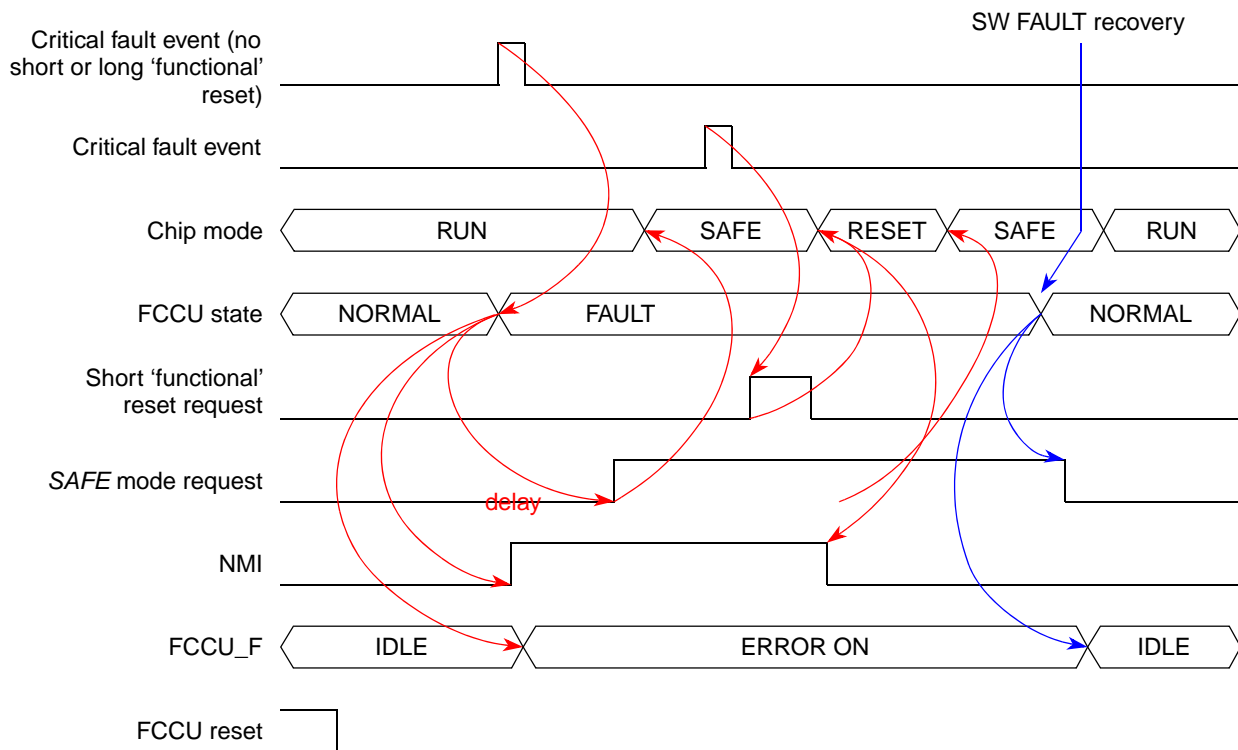 SW FAULT recovery
Critical fault event (no
short or long ‘functional’
reset)
Critical fault event
Chip mode
RUN
SAFE
RESET
SAFE
RUN
FCCU state
NORMAL
FAULT
NORMAL
Short ‘functional’
reset request
SAFE mode request
delay
NMI
FCCU_F
IDLE
ERROR ON
IDLE
FCCU reset